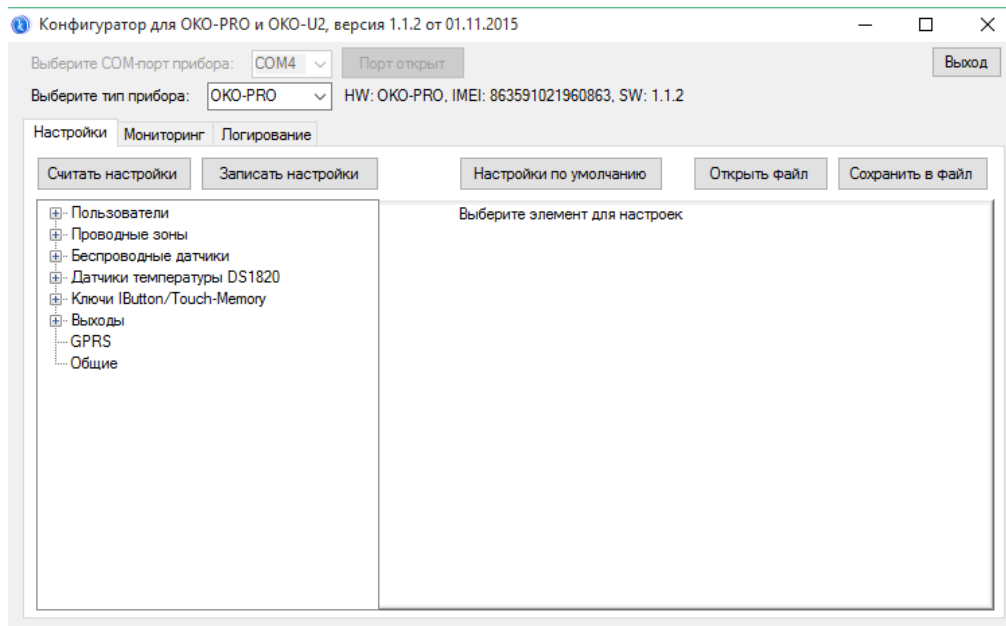 Конфигуратор для ОКО-PRO и ОКО-U2, версия 1.1.2 от 01.11.2015
Выберите COM-порт прибора: COM4 Порт открыт Выход
Выберите тип прибора: ОКО-PRO HW: OKO-PRO, IMEI: 863591021960863, SW: 1.1.2
Настройки Мониторинг Логирование
Считать настройки Записать настройки Настройки по умолчанию Открыть файл Сохранить в файл
Пользователи Выберите элемент для настроек
Проводные зоны
Беспроводные датчики
Датчики температуры DS1820
Ключи IButton/Touch-Memory
Выходы
GPRS
Общие